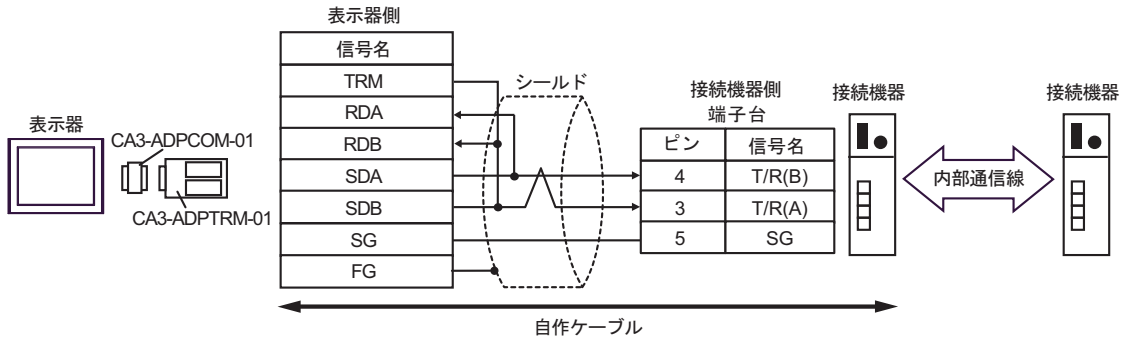 表示器側
信号名
TRM
RDA
RDB
SDA
SDB
SG
FG
シールド
表示器
CA3-ADPCOM-01
CA3-ADPTRM-01
接続機器側
端子台
ピン 信号名
4 T/R(B)
3 T/R(A)
5 SG
接続機器
内部通信線
接続機器
自作ケーブル